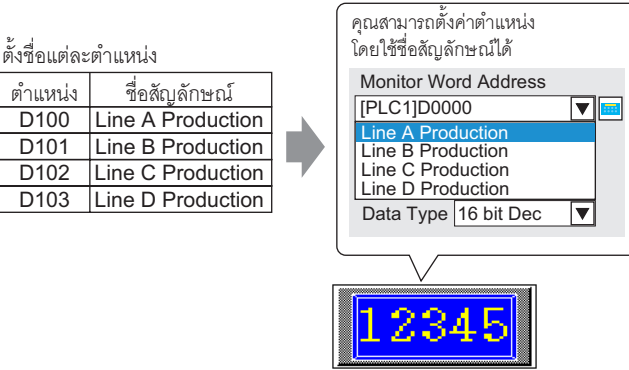 ตั้งชื่อแต่ละตำแหน่ง
ตำแหน่ง ชื่อสัญลักษณ์
D100 Line A Production
D101 Line B Production
D102 Line C Production
D103 Line D Production
คุณสามารถตั้งค่าตำแหน่ง
โดยใช้ชื่อสัญลักษณ์ได้
Monitor Word Address
[PLC1]D0000
Line A Production
Line B Production
Line C Production
Line D Production
Data Type 16 bit Dec
12345